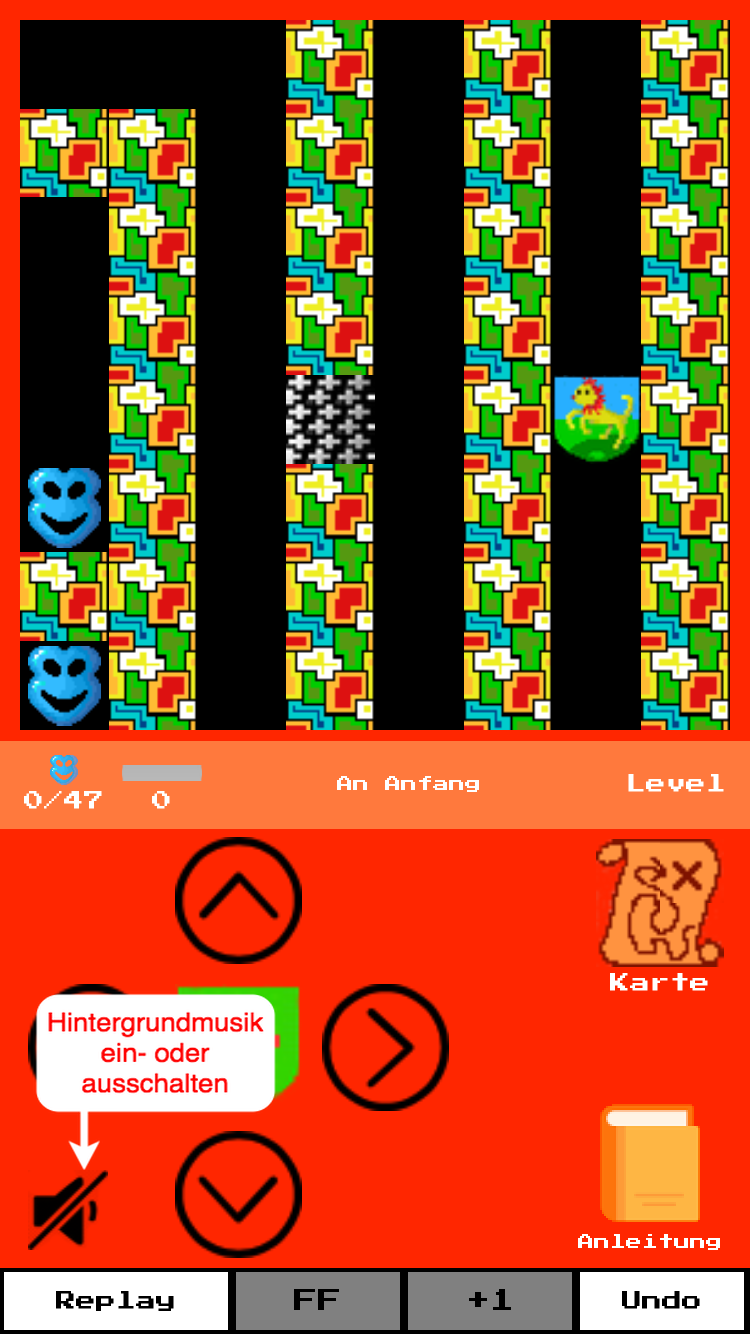 0/47
0
An Anfang
Level
Karte
Hintergrundmusik
ein- oder
ausschalten
Anleitung
Replay
FF
+1
Undo